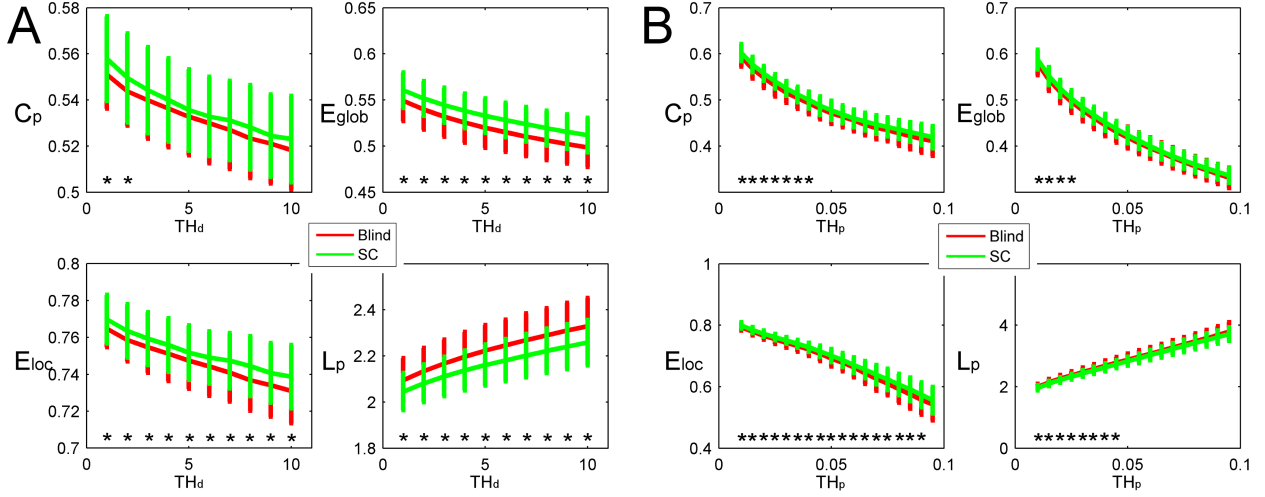 A
0.58
0.56
0.54
0.52
0.5
Cp
0 5 10
THd
* *
0.65
0.6
0.55
0.5
0.45
Eglob
0 5 10
THd
* * * * * * * * * *
Blind
SC
0.8
0.78
0.76
0.74
0.72
0.7
Eloc
0 5 10
THd
* * * * * * * * * *
2.4
2.2
2
1.8
Lp
0 5 10
THd
* * * * * * * * * *
B
0.6
0.5
0.4
Cp
0 0.05 0.1
THp
*******
0.6
0.5
0.4
Eglob
0 0.05 0.1
THp
****
Blind
SC
1
0.8
0.6
0.4
Eloc
0 0.05 0.1
THp
*****************
4
2
0
Lp
0 0.05 0.1
THp
********